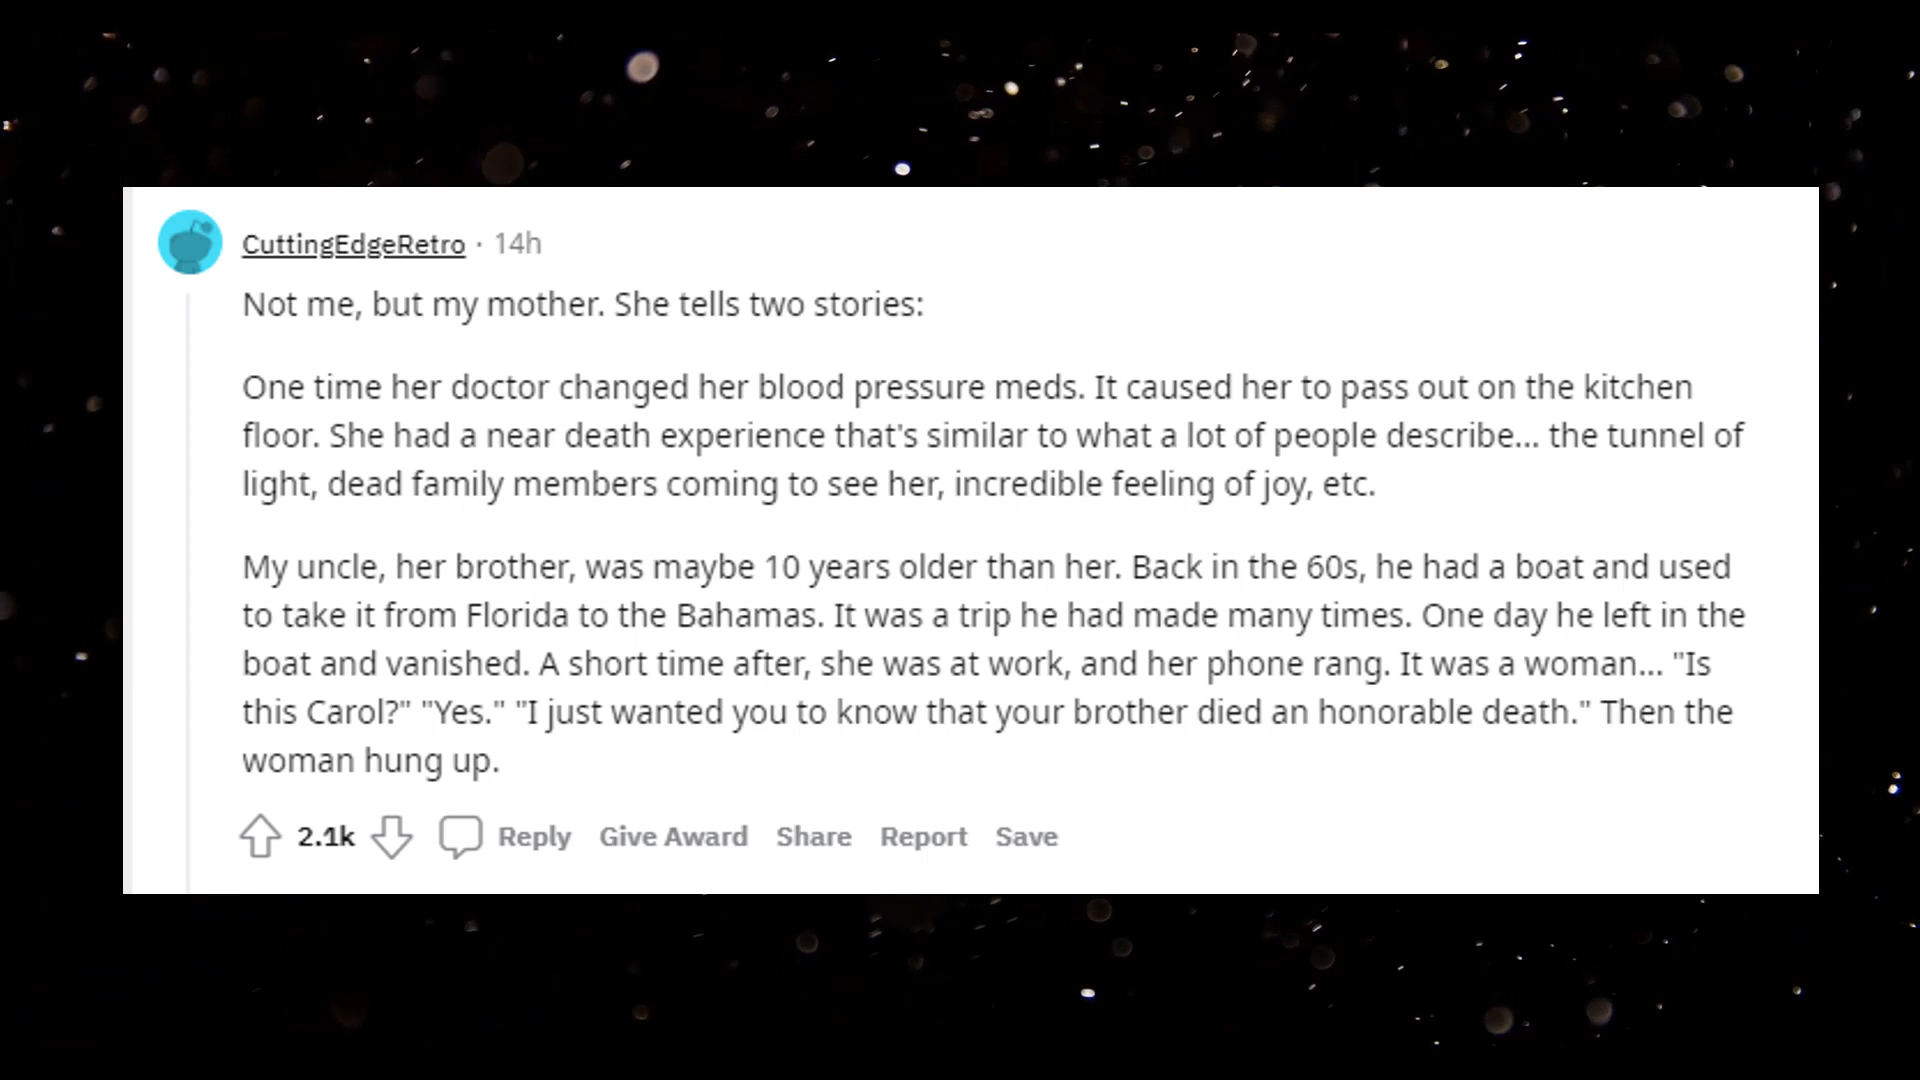 CuttingEdgeRetro · 14h
Not me, but my mother. She tells two stories:
One time her doctor changed her blood pressure meds. It caused her to pass out on the kitchen
floor. She had a near death experience that's similar to what a lot of people describe... the tunnel of
light, dead family members coming to see her, incredible feeling of joy, etc.
My uncle, her brother, was maybe 10 years older than her. Back in the 60s, he had a boat and used
to take it from Florida to the Bahamas. It was a trip he had made many times. One day he left in the
boat and vanished. A short time after, she was at work, and her phone rang. It was a woman... "Is
this Carol?" "Yes." "I just wanted you to know that your brother died an honorable death." Then the
woman hung up.
2.1k Reply Give Award Share Report Save